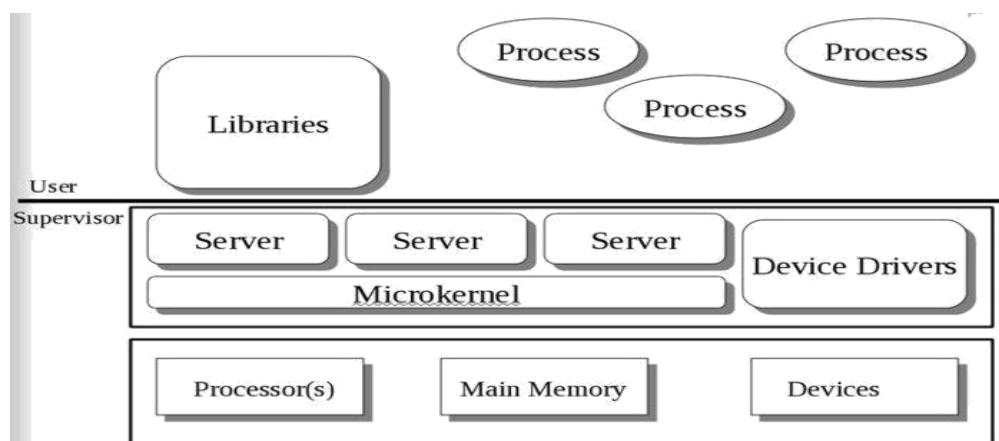 Process
Process
Process
Libraries
User
Supervisor
Server
Server
Server
Device Drivers
Microkernel
Processor(s)
Main Memory
Devices